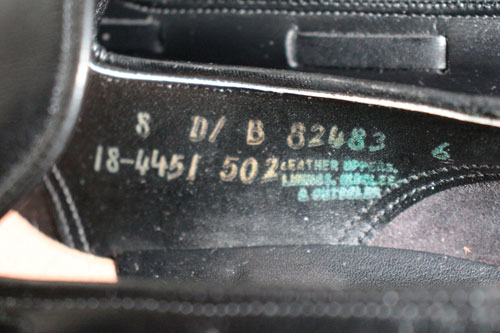 8 D/ B 82483 6
18-4451 502 LEATHER UPPERS,
LININGS, INSOLES
& OUTSOLES